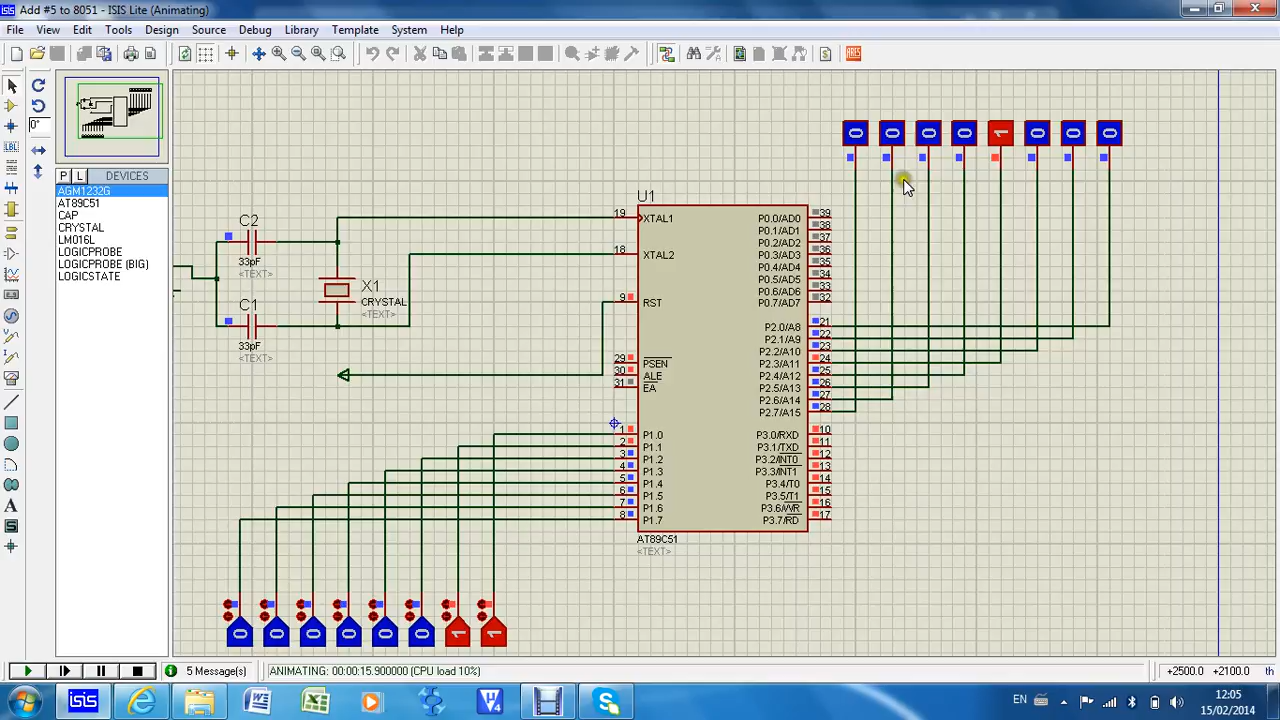 Add #5 to 8051 - ISIS Lite (Animating)
File View Edit Tools Design Source Debug Library Template System Help
0°
LBL
P L DEVICES
AGM1232G
AT89C51
CAP
CRYSTAL
LM016L
LOGICPROBE
LOGICPROBE (BIG)
LOGICSTATE
A
S
0 0 0 0 1 0 0 0
C2
33pF
<TEXT>
C1
33pF
<TEXT>
X1
CRYSTAL
<TEXT>
U1
19 XTAL1
18 XTAL2
9 RST
29 PSEN
30 ALE
31 EA
1 P1.0
2 P1.1
3 P1.2
4 P1.3
5 P1.4
6 P1.5
7 P1.6
8 P1.7
P0.0/AD0 39
P0.1/AD1 38
P0.2/AD2 37
P0.3/AD3 36
P0.4/AD4 35
P0.5/AD5 34
P0.6/AD6 33
P0.7/AD7 32
P2.0/A8 21
P2.1/A9 22
P2.2/A10 23
P2.3/A11 24
P2.4/A12 25
P2.5/A13 26
P2.6/A14 27
P2.7/A15 28
P3.0/RXD 10
P3.1/TXD 11
P3.2/INT0 12
P3.3/INT1 13
P3.4/T0 14
P3.5/T1 15
P3.6/WR 16
P3.7/RD 17
AT89C51
<TEXT>
0 0 0 0 0 0 1 1
5 Message(s)
ANIMATING: 00:00:15.900000 (CPU load 10%)
+2500.0 +2100.0 th
isis
EN
12:05
15/02/2014